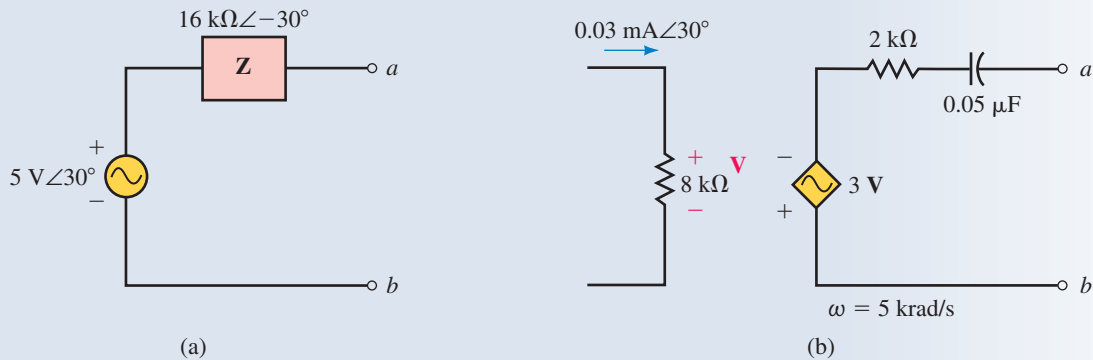 16 kΩ∠−30°
Z
a
+
5 V∠30°
−
b
(a)
0.03 mA∠30°
+
V
8 kΩ
−
2 kΩ
0.05 μF
a
−
3 V
+
b
ω = 5 krad/s
(b)